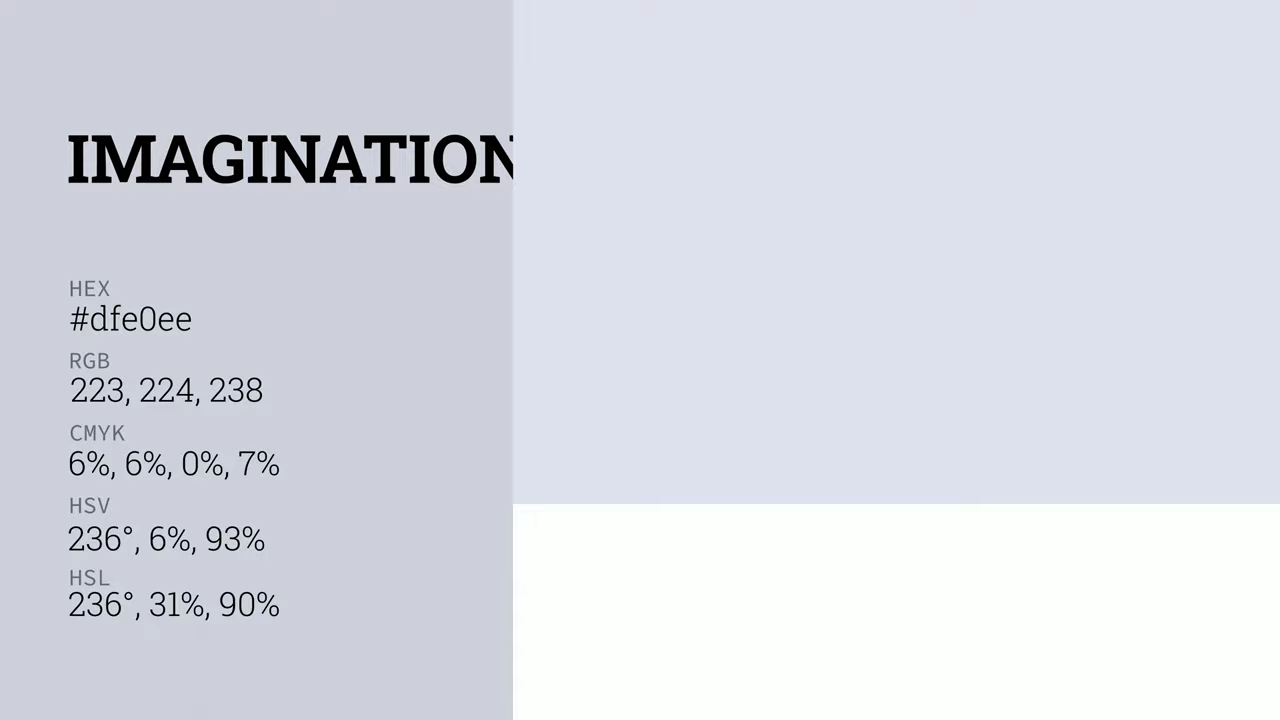 IMAGINATION
HEX
#dfe0ee
RGB
223, 224, 238
CMYK
6%, 6%, 0%, 7%
HSV
236°, 6%, 93%
HSL
236°, 31%, 90%